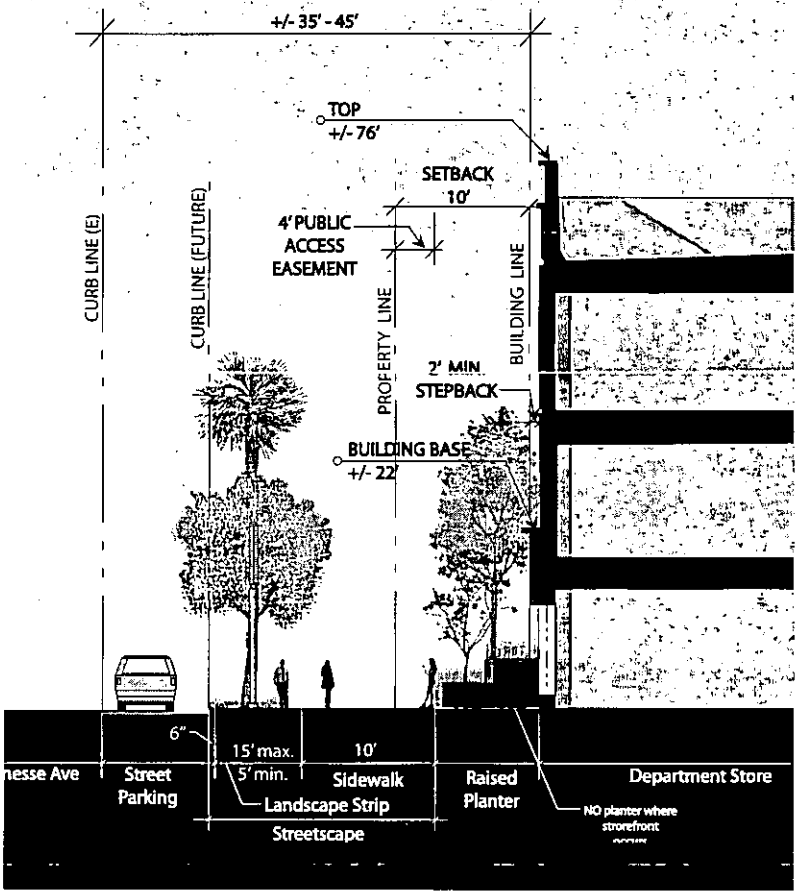 +/- 35' - 45'
TOP
+/- 76'
SETBACK
10'
4' PUBLIC
ACCESS
EASEMENT
CURB LINE (E)
CURB LINE (FUTURE)
PROPERTY LINE
BUILDING LINE
2' MIN.
STEPBACK
BUILDING BASE
+/- 22'
6"
15' max.
5' min.
10'
nesse Ave
Street
Parking
Landscape Strip
Sidewalk
Streetscape
Raised
Planter
Department Store
NO planter where
strorefront